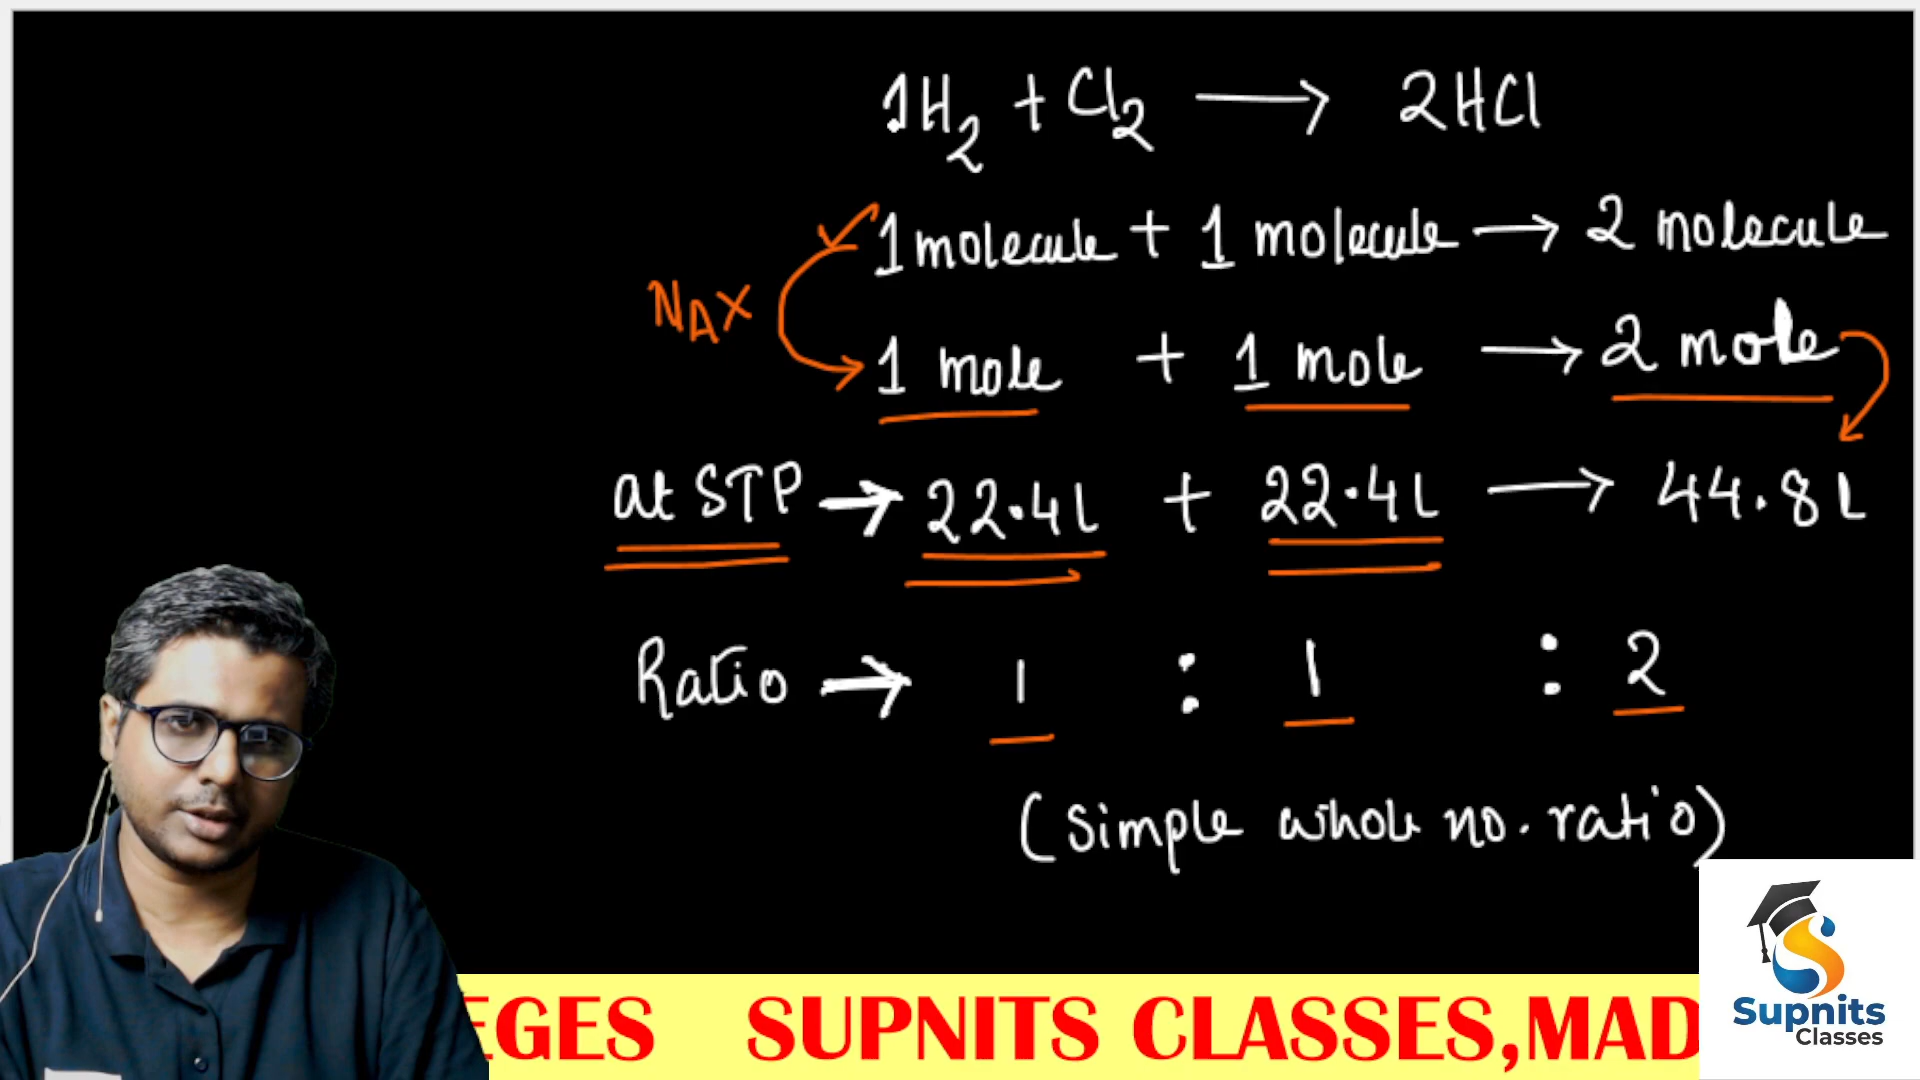 1H2 + Cl2 → 2HCl
1 molecule + 1 molecule → 2 molecule
NA×
1 mole + 1 mole → 2 mole
at STP → 22.4L + 22.4L → 44.8L
Ratio → 1 : 1 : 2
(simple whole no. ratio)
EGES SUPNITS CLASSES,MAD
Supnits
Classes